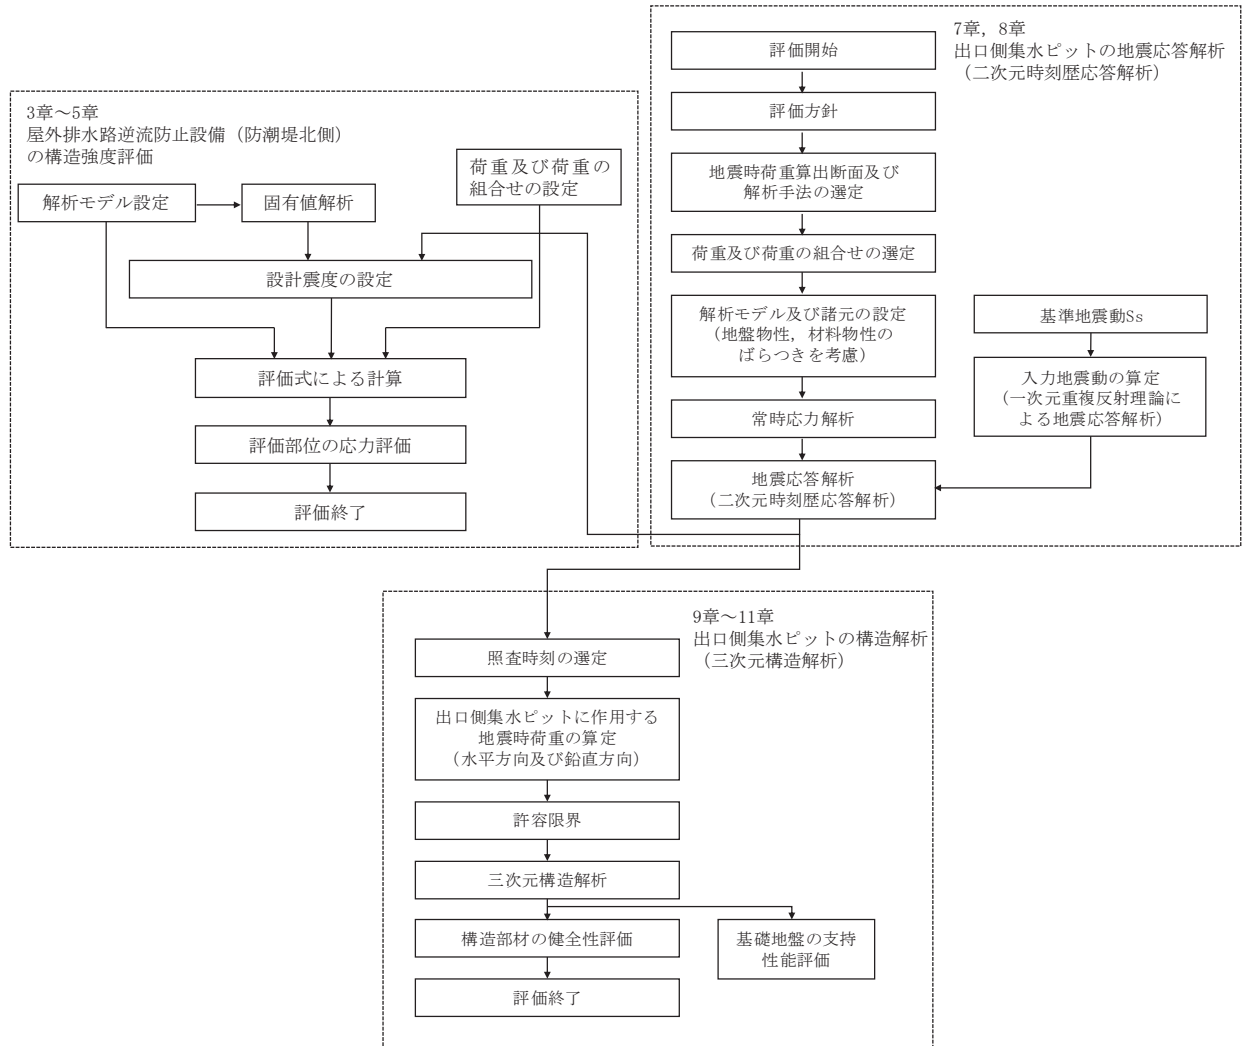 7章，8章
出口側集水ピットの地震応答解析
（二次元時刻歴応答解析）
評価開始
評価方針
地震時荷重算出断面及び
解析手法の選定
荷重及び荷重の組合せの選定
解析モデル及び諸元の設定
（地盤物性，材料物性の
ばらつきを考慮）
常時応力解析
地震応答解析
（二次元時刻歴応答解析）
基準地震動Ss
入力地震動の算定
（一次元重複反射理論に
よる地震応答解析）
3章～5章
屋外排水路逆流防止設備（防潮堤北側）
の構造強度評価
荷重及び荷重の
組合せの設定
解析モデル設定
固有値解析
設計震度の設定
評価式による計算
評価部位の応力評価
評価終了
9章～11章
出口側集水ピットの構造解析
（三次元構造解析）
照査時刻の選定
出口側集水ピットに作用する
地震時荷重の算定
（水平方向及び鉛直方向）
許容限界
三次元構造解析
構造部材の健全性評価
基礎地盤の支持
性能評価
評価終了